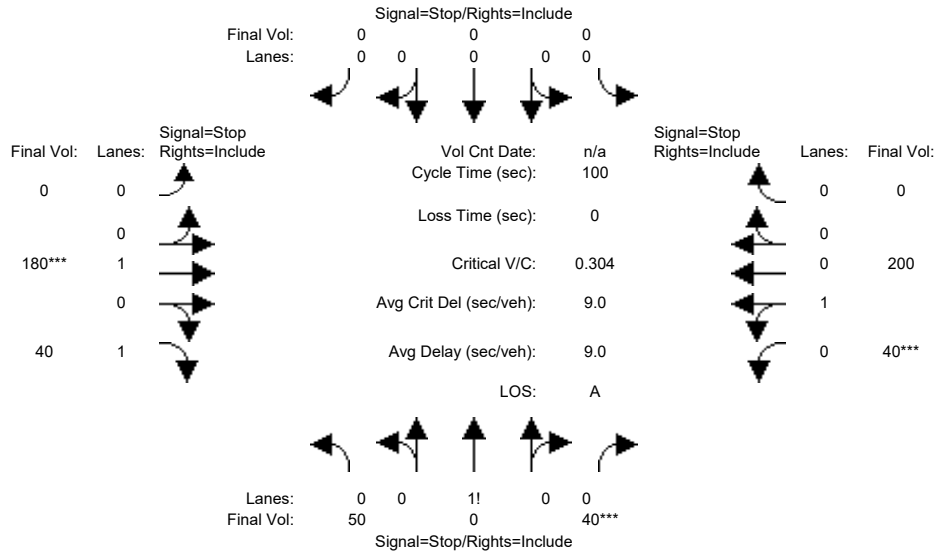 Signal=Stop/Rights=Include
Final Vol: 0 0 0
Lanes: 0 0 0 0 0
Signal=Stop Signal=Stop
Final Vol: Lanes: Rights=Include Vol Cnt Date: n/a Rights=Include Lanes: Final Vol:
Cycle Time (sec): 100
0 0 0 0
Loss Time (sec): 0
0 0
180*** 1 Critical V/C: 0.304 0 200
0 Avg Crit Del (sec/veh): 9.0 1
40 1 Avg Delay (sec/veh): 9.0 0 40***
LOS: A
Lanes: 0 0 1! 0 0
Final Vol: 50 0 40***
Signal=Stop/Rights=Include